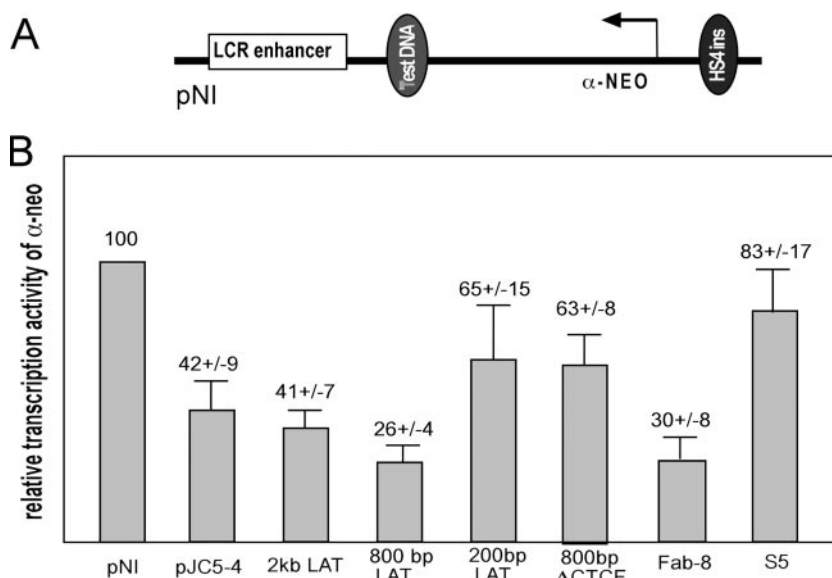 A
LCR enhancer
Test DNA
HS4 ins
α-NEO
pNI
B
relative transcription activity of α-neo
100
42+/-9
41+/-7
26+/-4
65+/-15
63+/-8
30+/-8
83+/-17
pNI
pJC5-4
2kb LAT
800 bp
LAT
200bp
LAT
800bp
ΔCTCF
Fab-8
S5